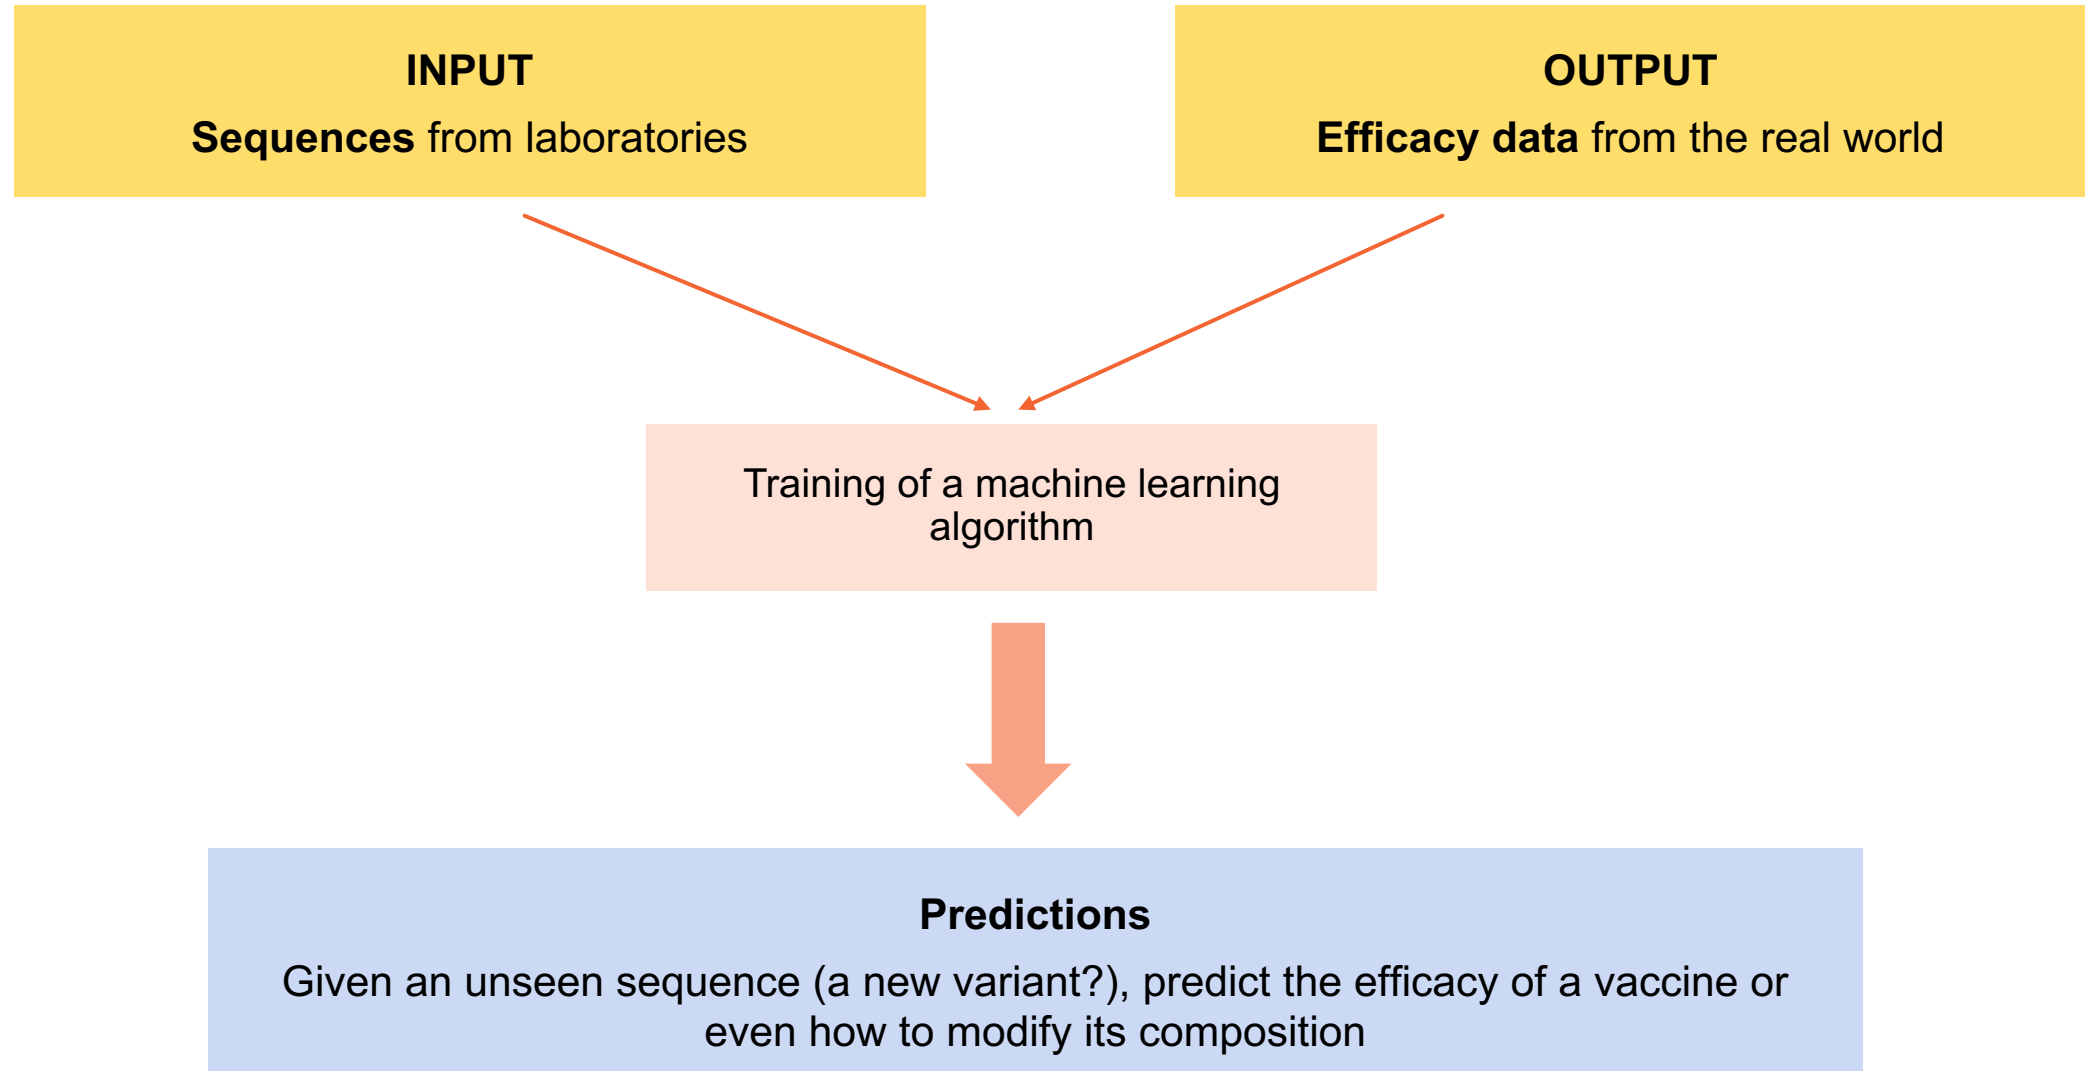 INPUT
Sequences from laboratories
OUTPUT
Efficacy data from the real world
Training of a machine learning
algorithm
Predictions
Given an unseen sequence (a new variant?), predict the efficacy of a vaccine or
even how to modify its composition